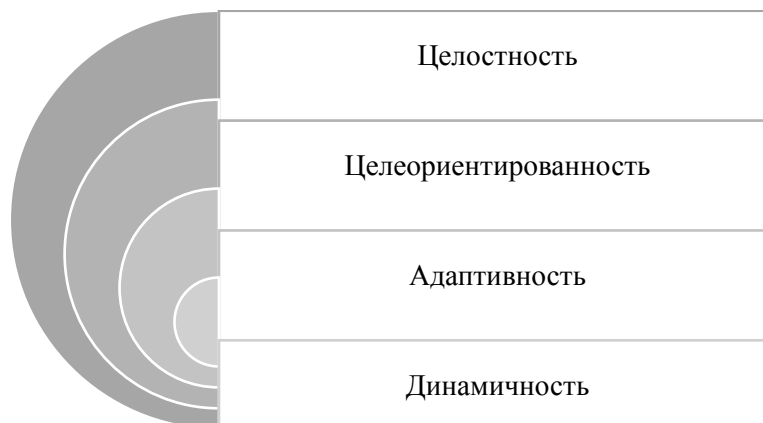 Целостность
Целеориентированность
Адаптивность
Динамичность